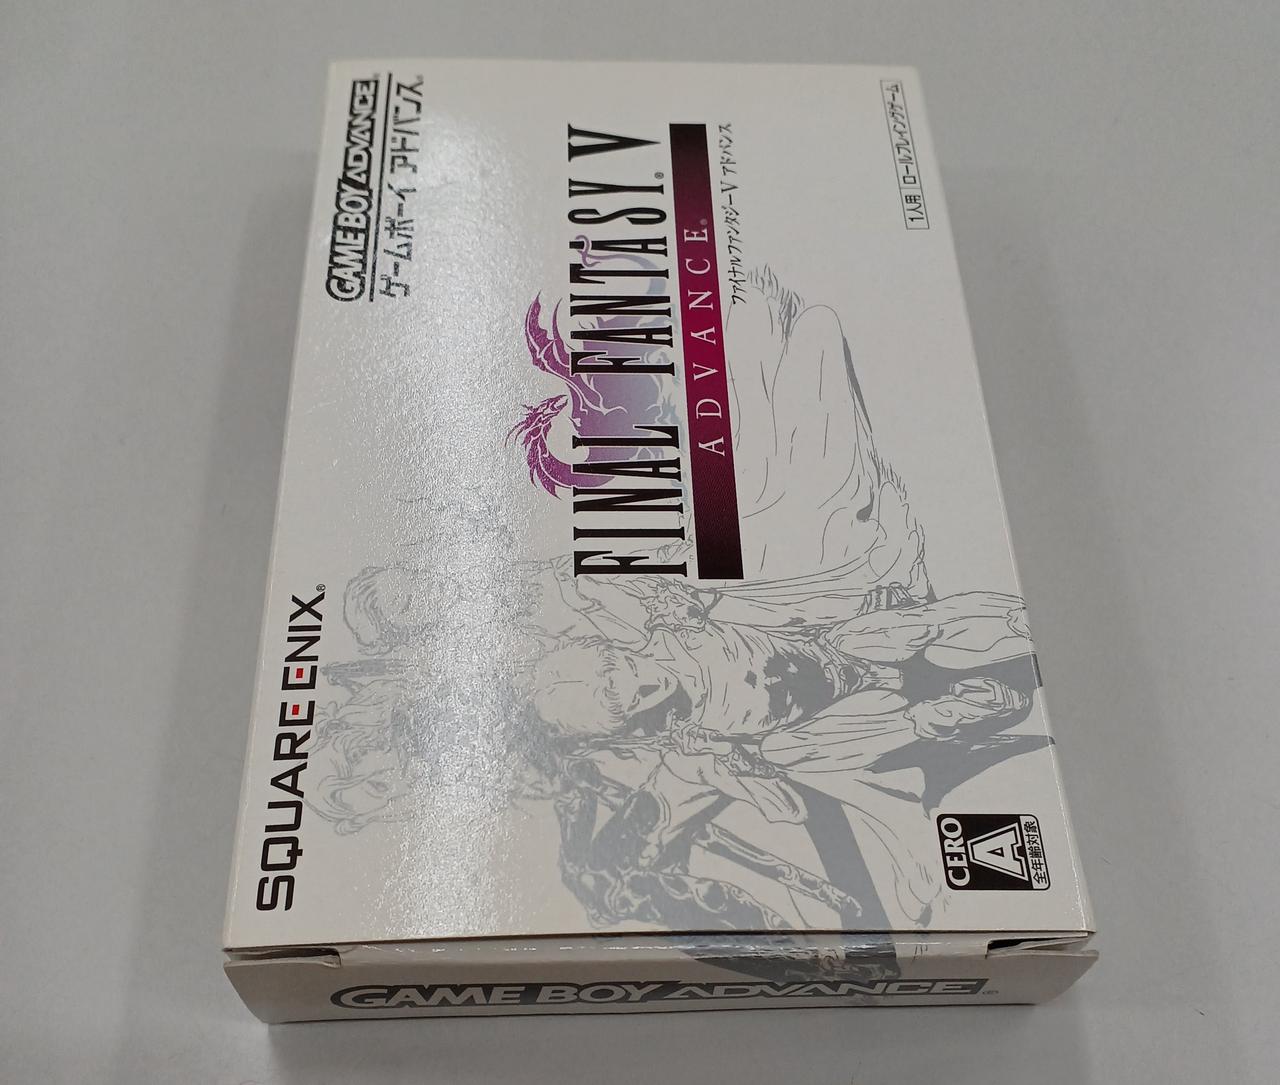 SQUARE ENIX®
GAME BOY ADVANCE
ゲームボーイ アドバンス®
FINAL FANTASY® V
ADVANCE®
ファイナルファンタジーV アドバンス
CERO
A
全年齢対象
1人用 ロールプレイングゲーム
GAME BOY ADVANCE®